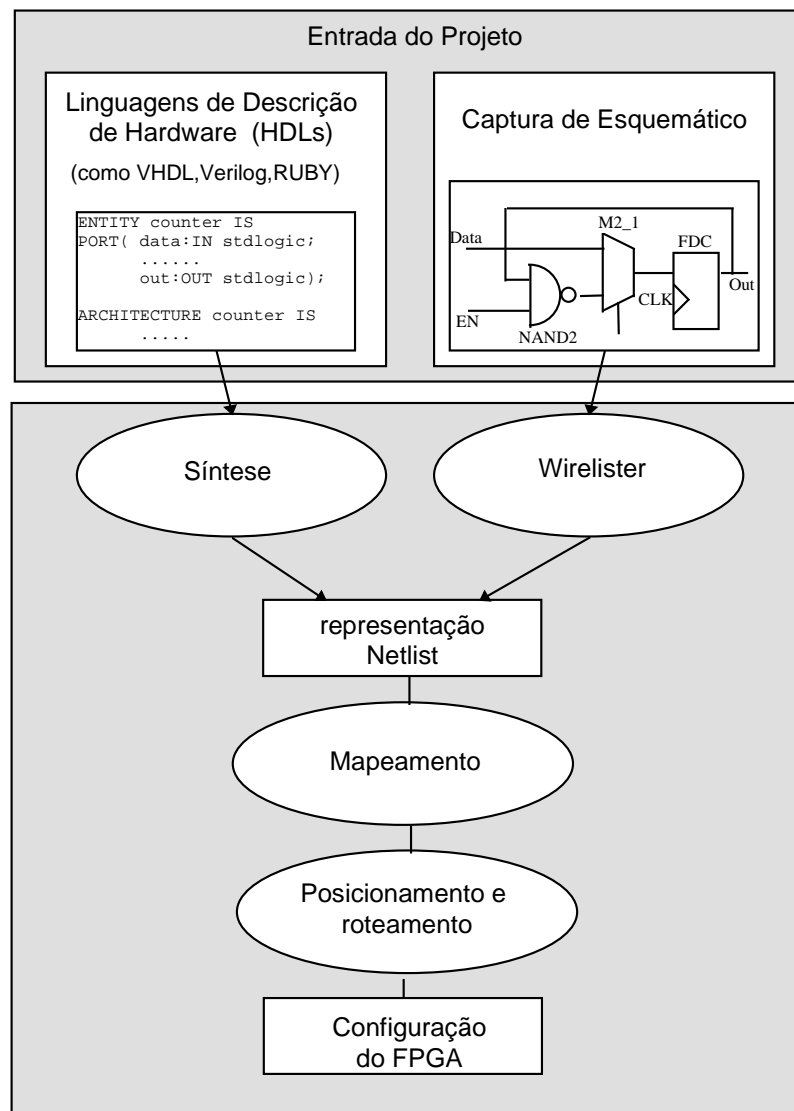 Entrada do Projeto
Linguagens de Descrição
de Hardware (HDLs)
(como VHDL,Verilog,RUBY)
ENTITY counter IS
PORT( data:IN stdlogic;
......
out:OUT stdlogic);
ARCHITECTURE counter IS
.....
Captura de Esquemático
M2_1
Data
FDC
CLK
Out
EN
NAND2
Síntese
Wirelister
representação
Netlist
Mapeamento
Posicionamento e
roteamento
Configuração
do FPGA